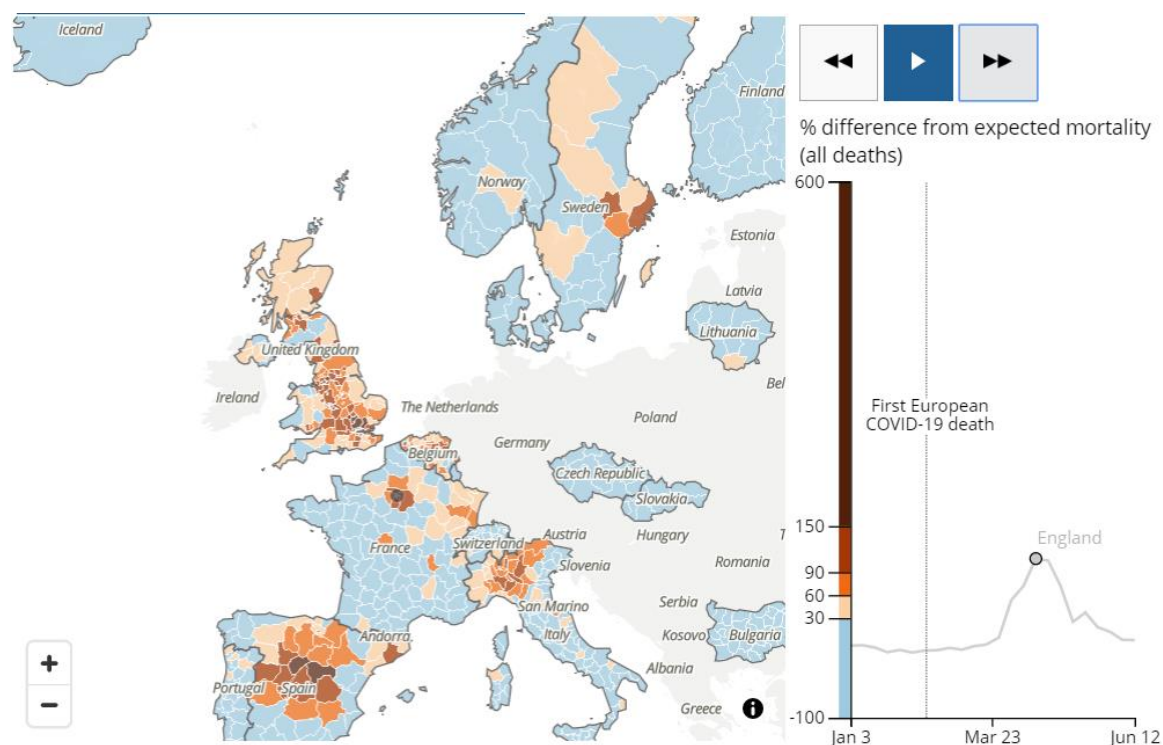 Iceland
Finland
Norway
Sweden
Estonia
Latvia
Lithuania
United Kingdom
Ireland
The Netherlands
Poland
Germany
Belgium
Czech Republic
Slovakia
Austria
Hungary
Switzerland
France
Slovenia
Romania
San Marino
Serbia
Andorra
Italy
Kosovo
Bulgaria
Albania
Portugal
Spain
Greece
Bel
T
+
−
% difference from expected mortality
(all deaths)
600
First European
COVID-19 death
150
England
90
60
30
-100
Jan 3
Mar 23
Jun 12